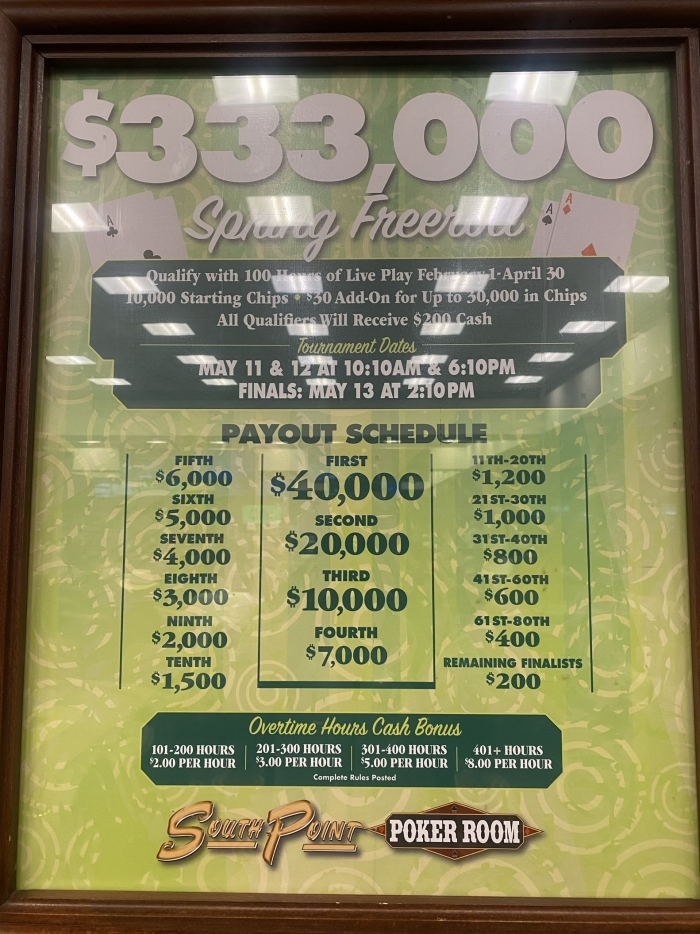 $333,000
Spring Freeroll
Qualify with 100 Hours of Live Play February 1-April 30
10,000 Starting Chips • $30 Add-On for Up to 30,000 in Chips
All Qualifiers Will Receive $200 Cash
Tournament Dates
MAY 11 & 12 AT 10:10AM & 6:10PM
FINALS: MAY 13 AT 2:10PM
PAYOUT SCHEDULE
FIFTH
$6,000
SIXTH
$5,000
SEVENTH
$4,000
EIGHTH
$3,000
NINTH
$2,000
TENTH
$1,500
FIRST
$40,000
SECOND
$20,000
THIRD
$10,000
FOURTH
$7,000
11TH-20TH
$1,200
21ST-30TH
$1,000
31ST-40TH
$800
41ST-60TH
$600
61ST-80TH
$400
REMAINING FINALISTS
$200
Overtime Hours Cash Bonus
101-200 HOURS
$2.00 PER HOUR
201-300 HOURS
$3.00 PER HOUR
301-400 HOURS
$5.00 PER HOUR
401+ HOURS
$8.00 PER HOUR
Complete Rules Posted
SOUTH POINT POKER ROOM
A
A
A